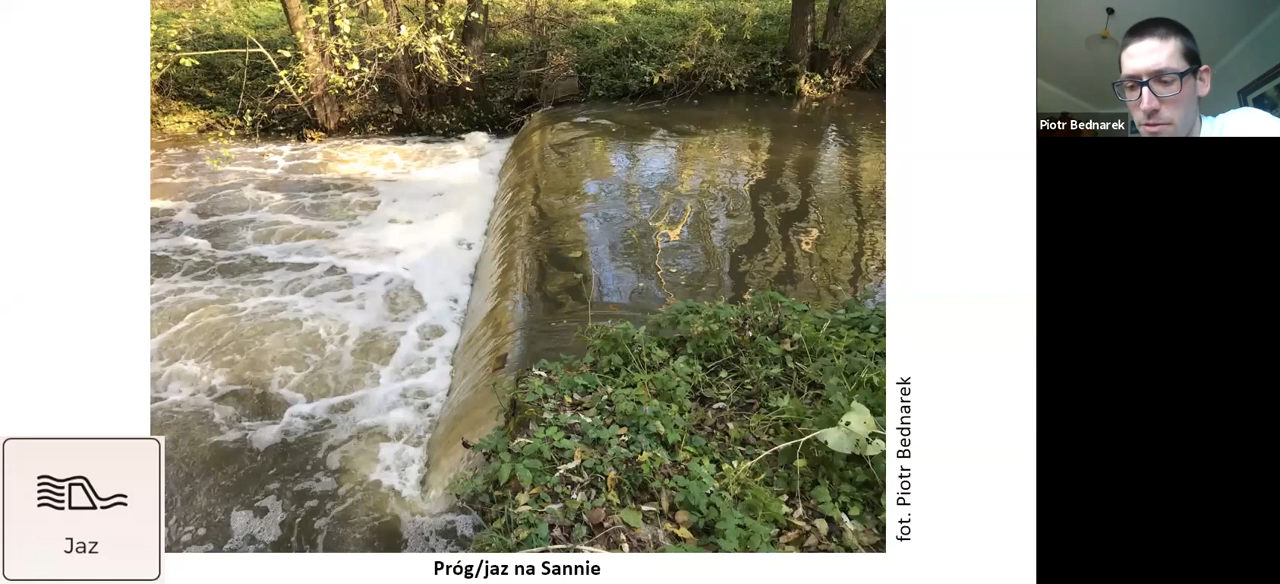 Piotr Bednarek
fot. Piotr Bednarek
Jaz
Próg/jaz na Sannie